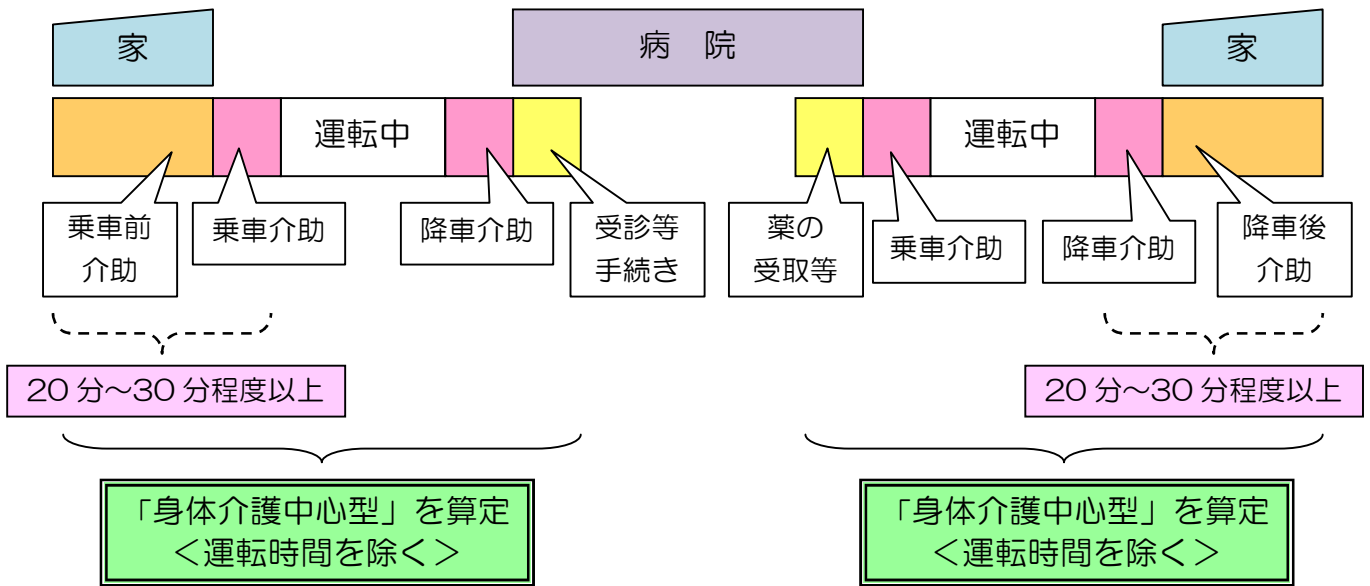 家
病 院
家
運転中
運転中
乗車前
介助
乗車介助
降車介助
受診等
手続き
薬の
受取等
乗車介助
降車介助
降車後
介助
20分～30分程度以上
20分～30分程度以上
「身体介護中心型」を算定
＜運転時間を除く＞
「身体介護中心型」を算定
＜運転時間を除く＞